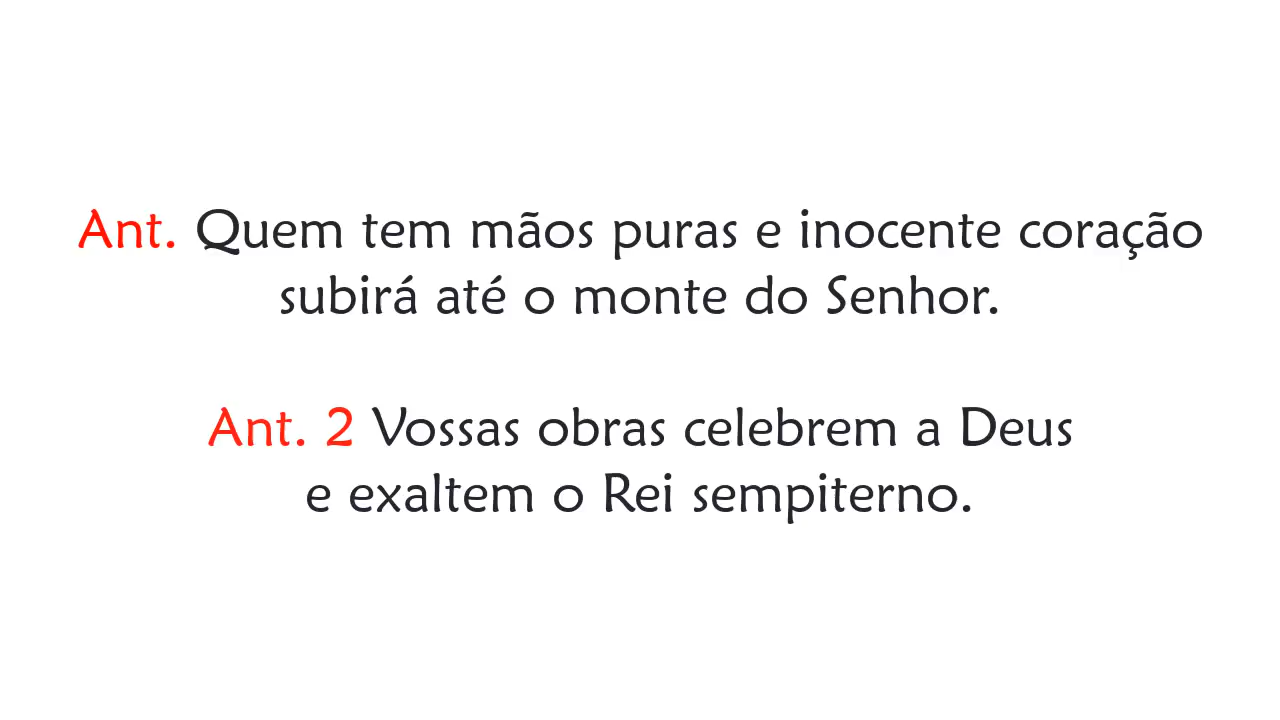 Ant. Quem tem mãos puras e inocente coração
subirá até o monte do Senhor.
Ant. 2 Vossas obras celebrem a Deus
e exaltem o Rei sempiterno.